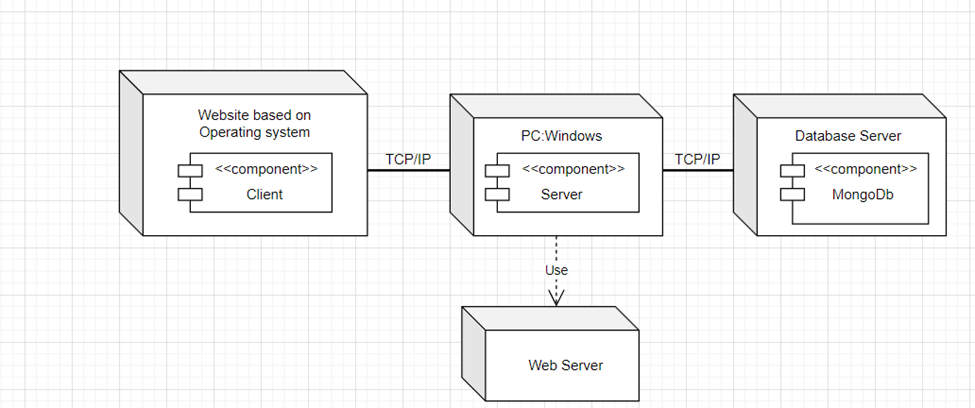 Website based on
Operating system
<<component>>
Client
TCP/IP
PC:Windows
<<component>>
Server
TCP/IP
Database Server
<<component>>
MongoDb
Use
Web Server